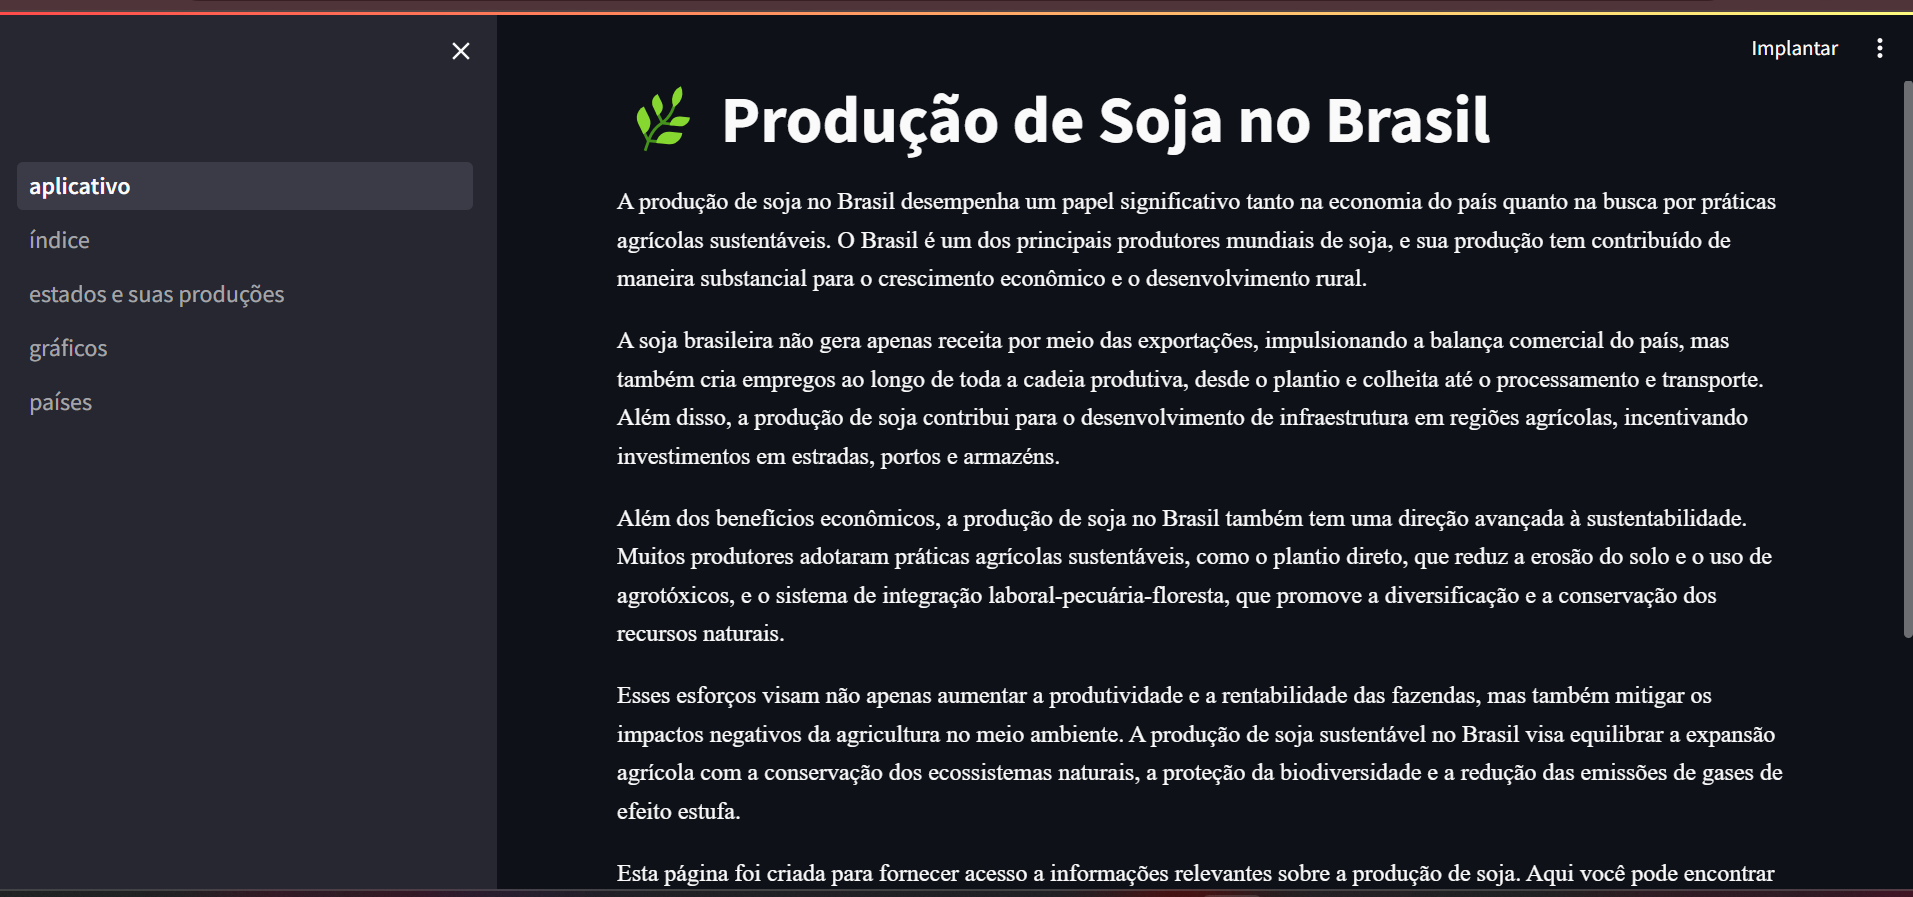 Implantar
aplicativo
índice
estados e suas produções
gráficos
países
Produção de Soja no Brasil
A produção de soja no Brasil desempenha um papel significativo tanto na economia do país quanto na busca por práticas
agrícolas sustentáveis. O Brasil é um dos principais produtores mundiais de soja, e sua produção tem contribuído de
maneira substancial para o crescimento econômico e o desenvolvimento rural.
A soja brasileira não gera apenas receita por meio das exportações, impulsionando a balança comercial do país, mas
também cria empregos ao longo de toda a cadeia produtiva, desde o plantio e colheita até o processamento e transporte.
Além disso, a produção de soja contribui para o desenvolvimento de infraestrutura em regiões agrícolas, incentivando
investimentos em estradas, portos e armazéns.
Além dos benefícios econômicos, a produção de soja no Brasil também tem uma direção avançada à sustentabilidade.
Muitos produtores adotaram práticas agrícolas sustentáveis, como o plantio direto, que reduz a erosão do solo e o uso de
agrotóxicos, e o sistema de integração laboral-pecuária-floresta, que promove a diversificação e a conservação dos
recursos naturais.
Esses esforços visam não apenas aumentar a produtividade e a rentabilidade das fazendas, mas também mitigar os
impactos negativos da agricultura no meio ambiente. A produção de soja sustentável no Brasil visa equilibrar a expansão
agrícola com a conservação dos ecossistemas naturais, a proteção da biodiversidade e a redução das emissões de gases de
efeito estufa.
Esta página foi criada para fornecer acesso a informações relevantes sobre a produção de soja. Aqui você pode encontrar